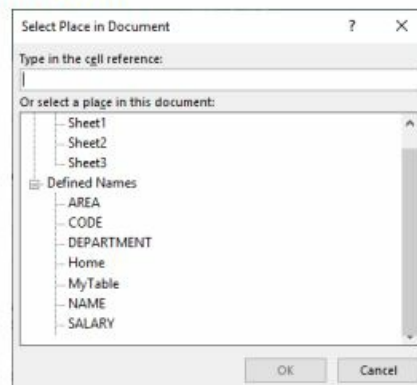 Select Place in Document ? ×
Type in the cell reference:
Or select a place in this document:
Sheet1
Sheet2
Sheet3
Defined Names
AREA
CODE
DEPARTMENT
Home
MyTable
NAME
SALARY
OK Cancel